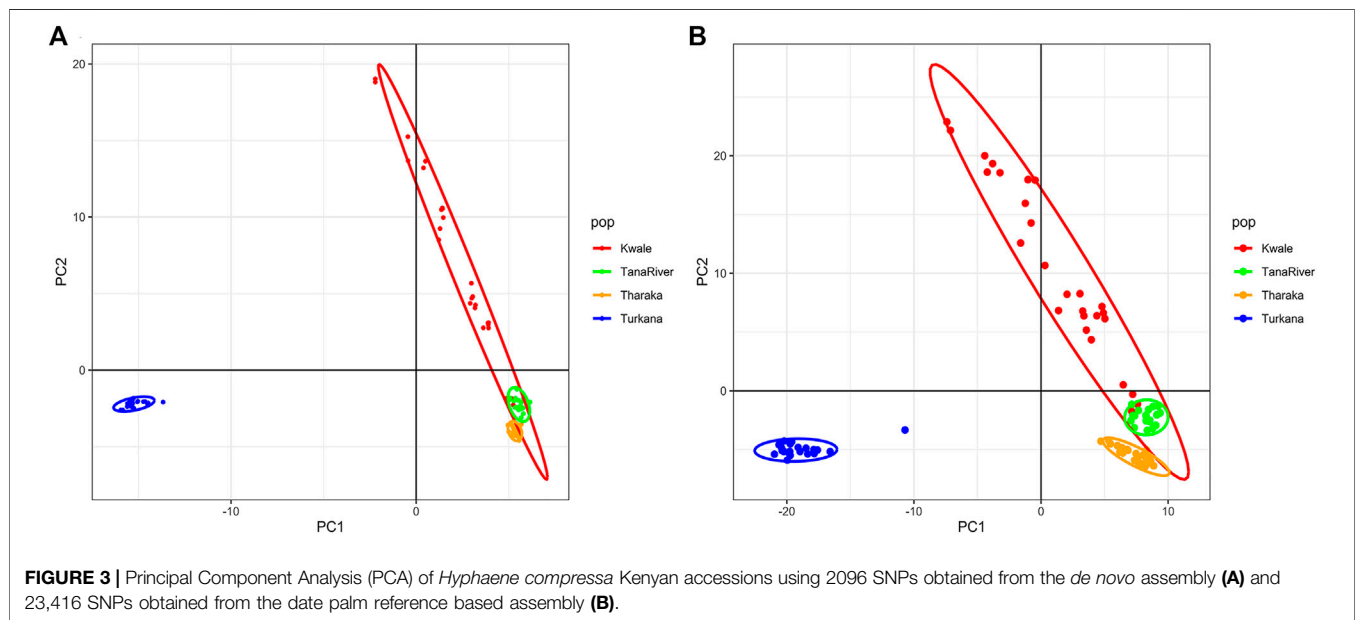 A
B
20
10
0
-10
0
PC2
PC1
pop
Kwale
TanaRiver
Tharaka
Turkana
20
10
0
-20
-10
0
10
PC2
PC1
pop
Kwale
TanaRiver
Tharaka
Turkana
FIGURE 3 | Principal Component Analysis (PCA) of Hyphaene compressa Kenyan accessions using 2096 SNPs obtained from the de novo assembly (A) and
23,416 SNPs obtained from the date palm reference based assembly (B).